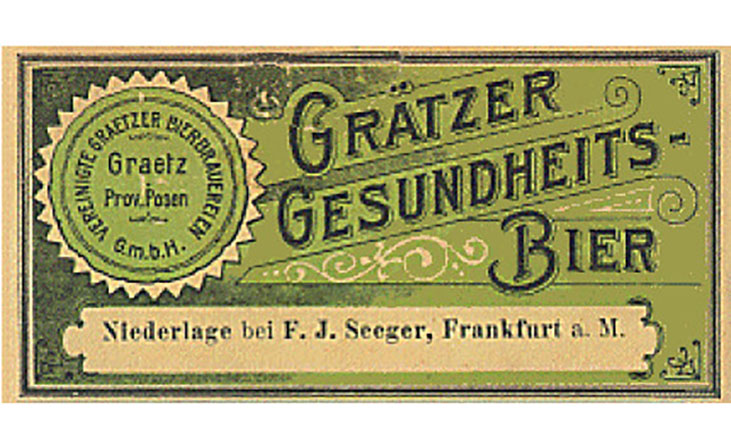 VEREINIGTE GRAETZER BIERBRAUEREIEN
Graetz
Prov. Posen
G.m.b.H.
GRÄTZER
GESUNDHEITS-
BIER
Niederlage bei F. J. Seeger, Frankfurt a. M.